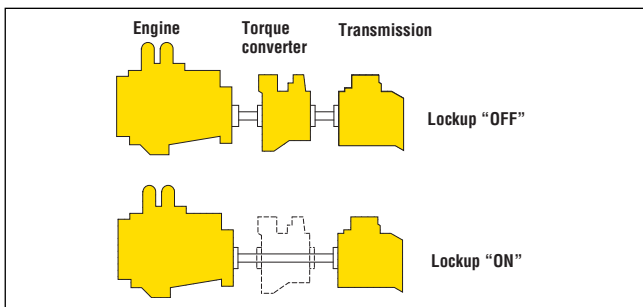 Engine
Torque
converter
Transmission
Lockup “OFF”
Lockup “ON”